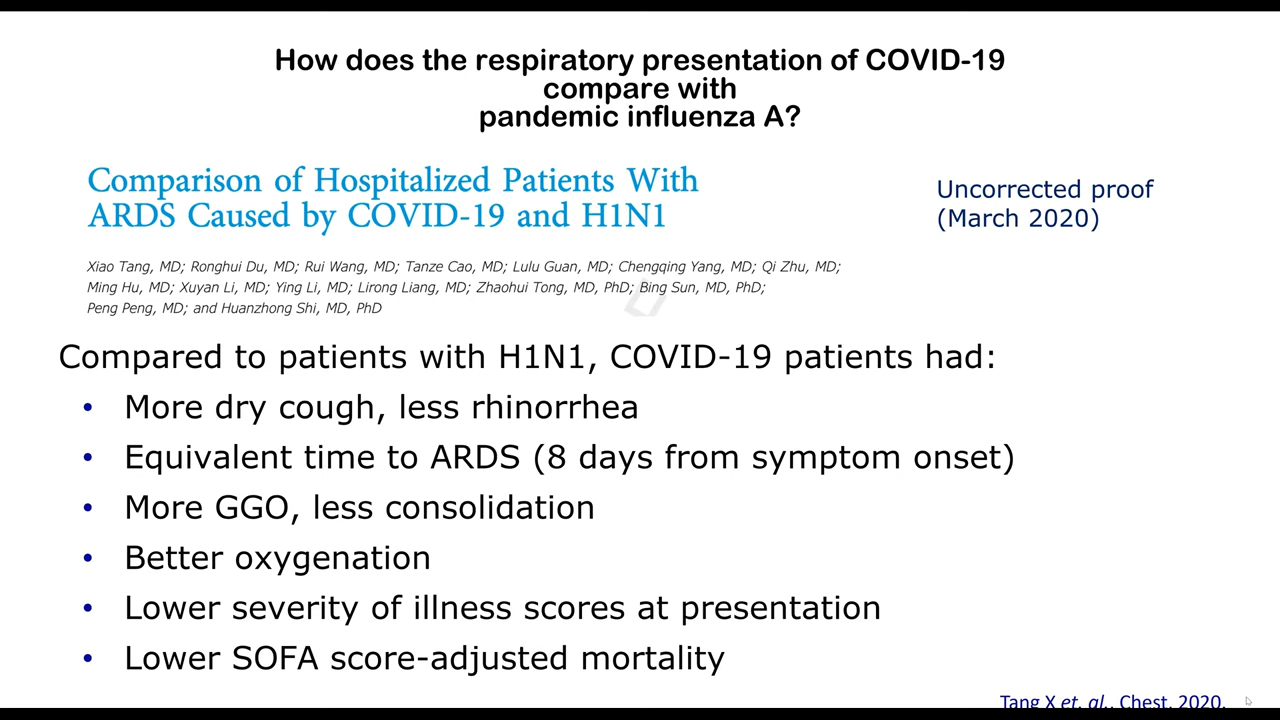 How does the respiratory presentation of COVID-19
compare with
pandemic influenza A?
Comparison of Hospitalized Patients With
ARDS Caused by COVID-19 and H1N1
Uncorrected proof
(March 2020)
Xiao Tang, MD; Ronghui Du, MD; Rui Wang, MD; Tanze Cao, MD; Lulu Guan, MD; Chengqing Yang, MD; Qi Zhu, MD;
Ming Hu, MD; Xuyan Li, MD; Ying Li, MD; Lirong Liang, MD; Zhaohui Tong, MD, PhD; Bing Sun, MD, PhD;
Peng Peng, MD; and Huanzhong Shi, MD, PhD
Compared to patients with H1N1, COVID-19 patients had:
• More dry cough, less rhinorrhea
• Equivalent time to ARDS (8 days from symptom onset)
• More GGO, less consolidation
• Better oxygenation
• Lower severity of illness scores at presentation
• Lower SOFA score-adjusted mortality
Tang X et. al., Chest, 2020.